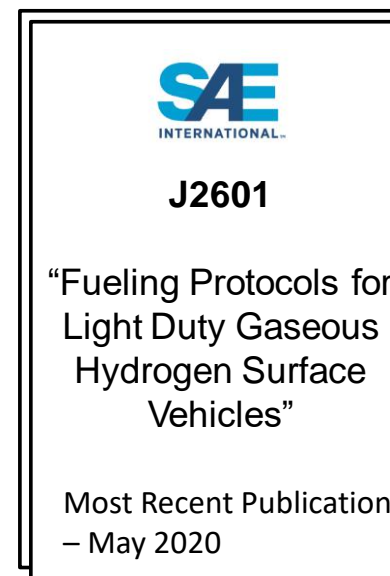 SAE
INTERNATIONAL
J2601
“Fueling Protocols for
Light Duty Gaseous
Hydrogen Surface
Vehicles”
Most Recent Publication
– May 2020